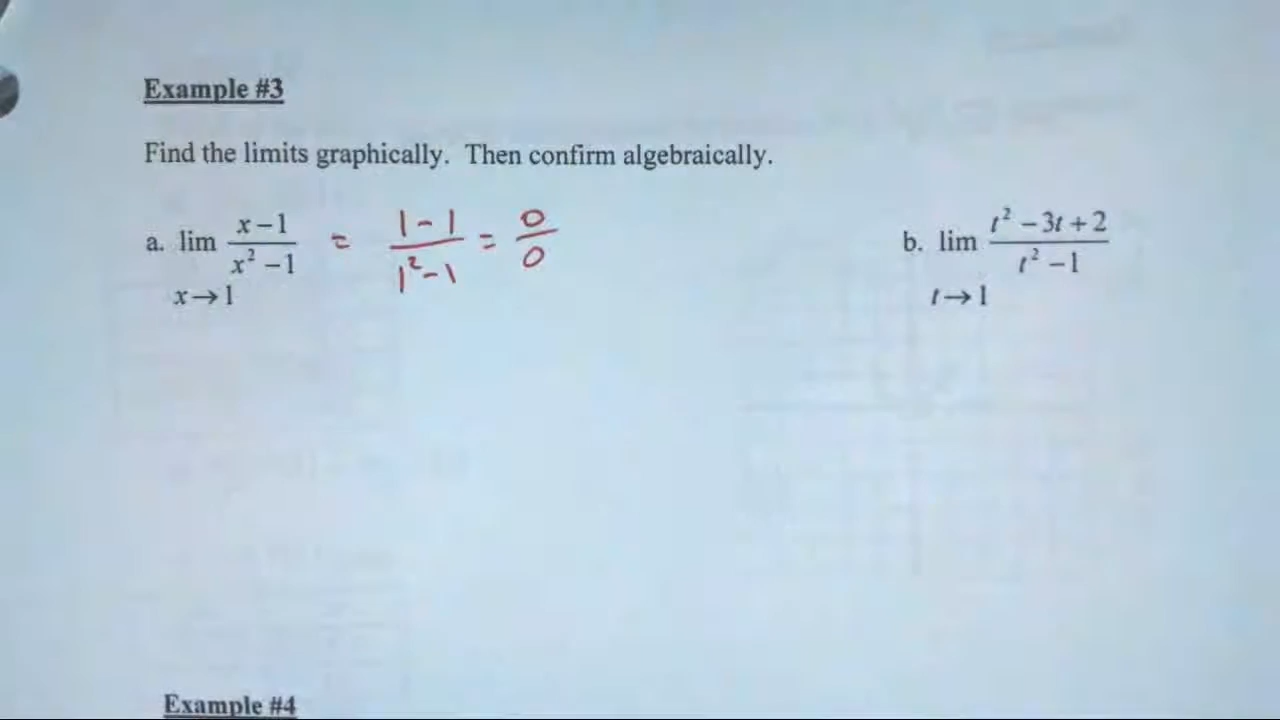 Example #3
Find the limits graphically. Then confirm algebraically.
a. lim x→1 (x-1)/(x²-1) = (1-1)/(1²-1) = 0/0
b. lim t→1 (t²-3t+2)/(t²-1)
Example #4